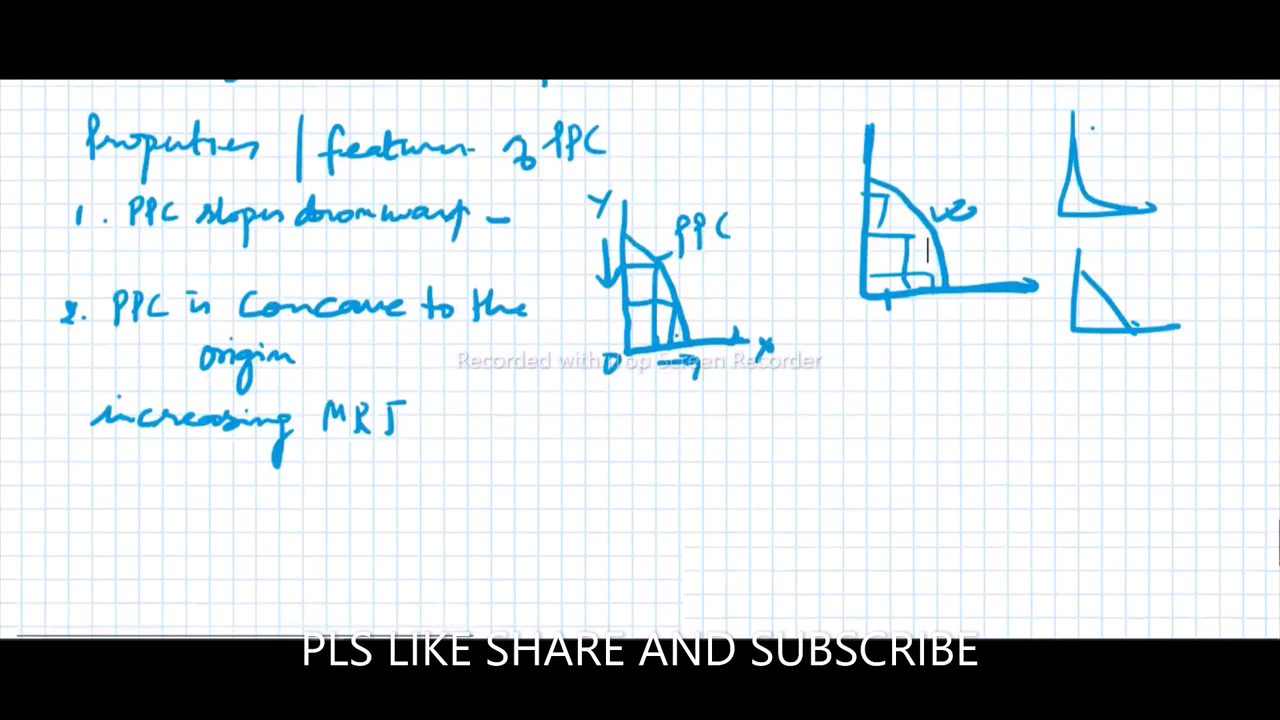 Properties / features of PPC
1. PPC slopes downward -
Y
PPC
2. PPC is Concave to the
origin
O
X
increasing MRT
Recorded with iTop Screen Recorder
PLS LIKE SHARE AND SUBSCRIBE